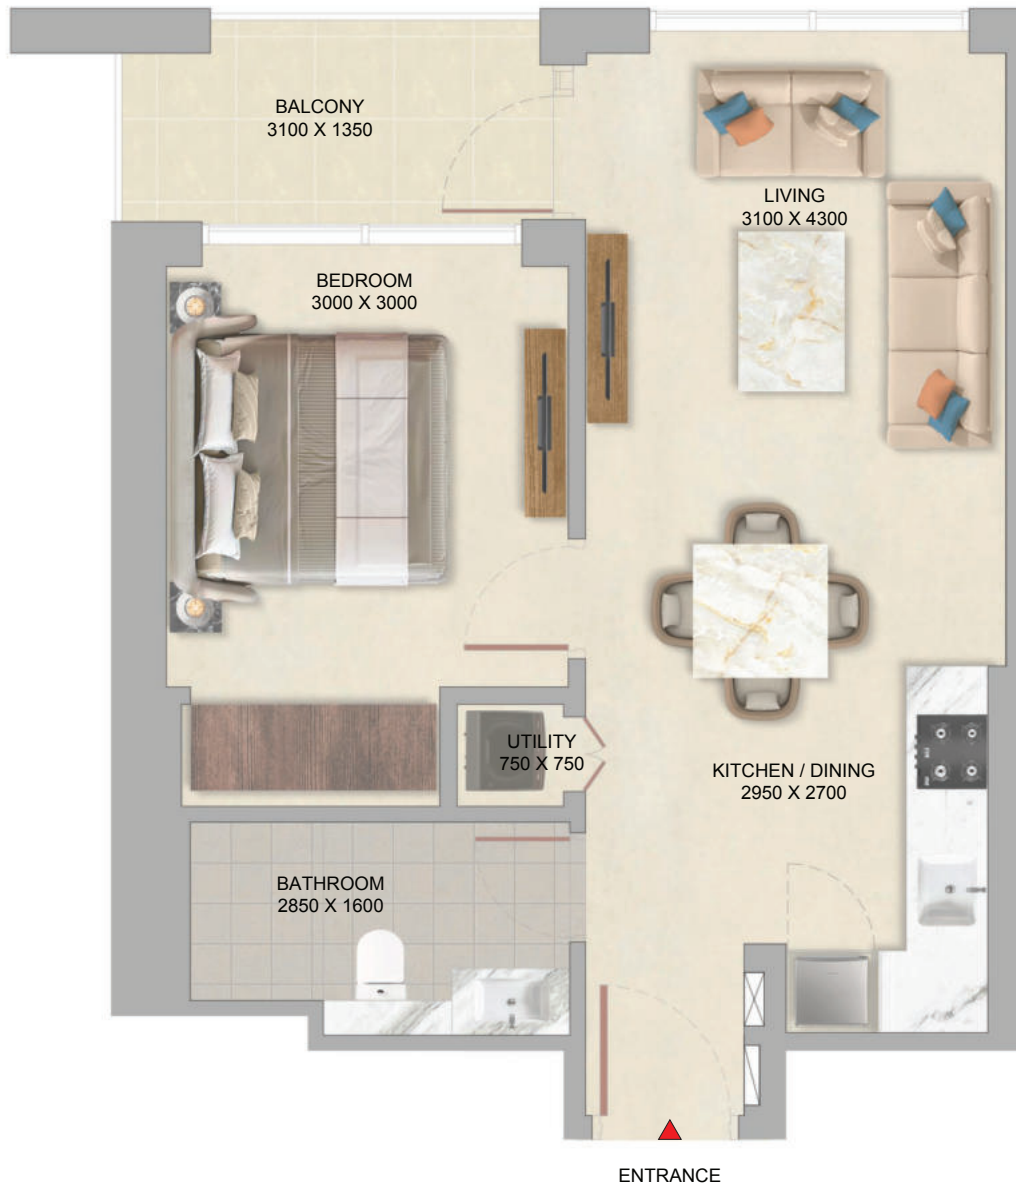 BALCONY
3100 X 1350
LIVING
3100 X 4300
BEDROOM
3000 X 3000
UTILITY
750 X 750
KITCHEN / DINING
2950 X 2700
BATHROOM
2850 X 1600
ENTRANCE